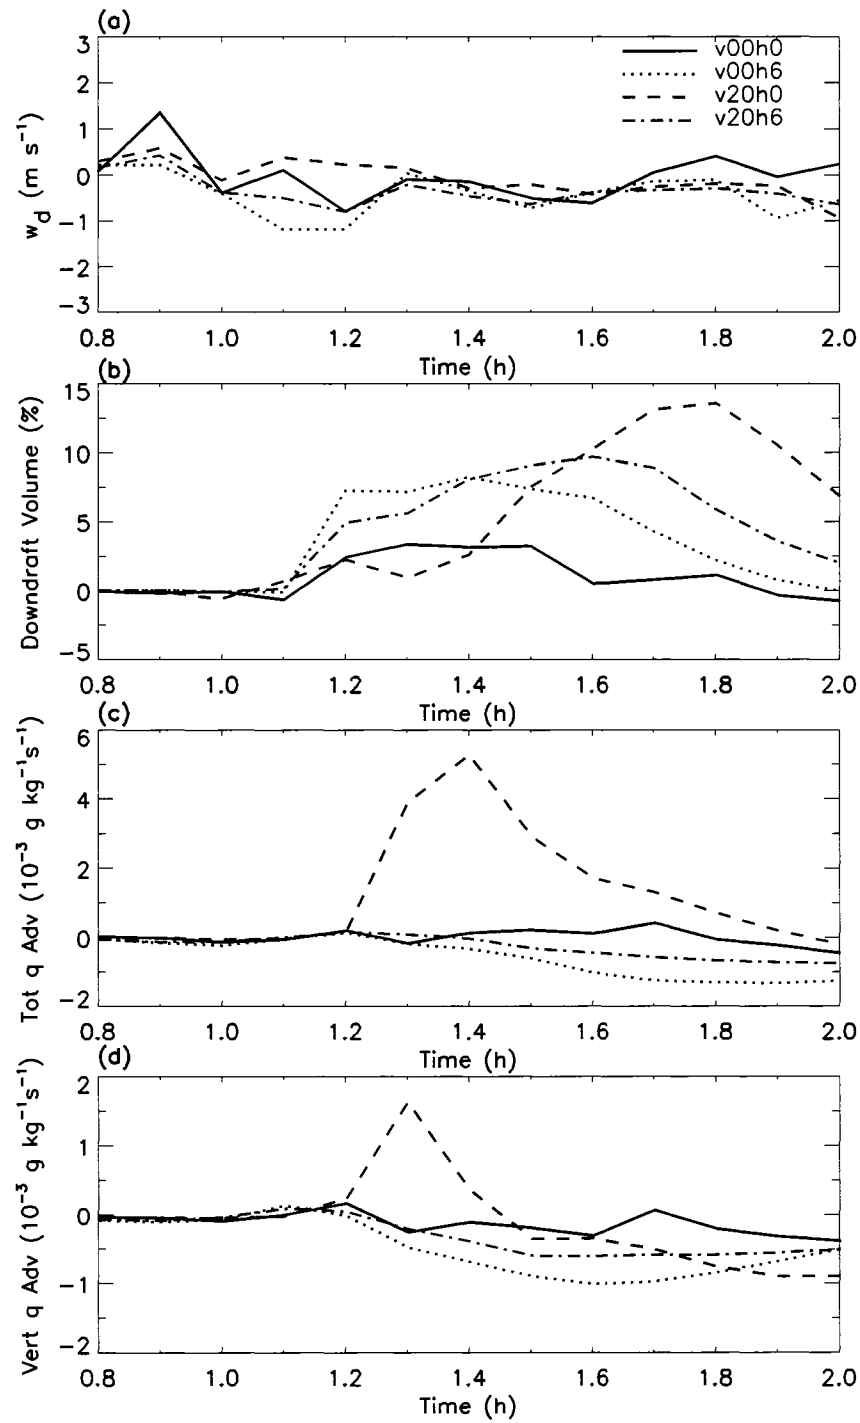 (a)
3
2
1
0
−1
−2
−3
w_d (m s⁻¹)
v00h0
v00h6
v20h0
v20h6
0.8 1.0 1.2 1.4 1.6 1.8 2.0
Time (h)
(b)
15
10
5
0
−5
Downdraft Volume (%)
0.8 1.0 1.2 1.4 1.6 1.8 2.0
Time (h)
(c)
6
4
2
0
−2
Tot q Adv (10⁻³ g kg⁻¹s⁻¹)
0.8 1.0 1.2 1.4 1.6 1.8 2.0
Time (h)
(d)
2
1
0
−1
−2
Vert q Adv (10⁻³ g kg⁻¹s⁻¹)
0.8 1.0 1.2 1.4 1.6 1.8 2.0
Time (h)